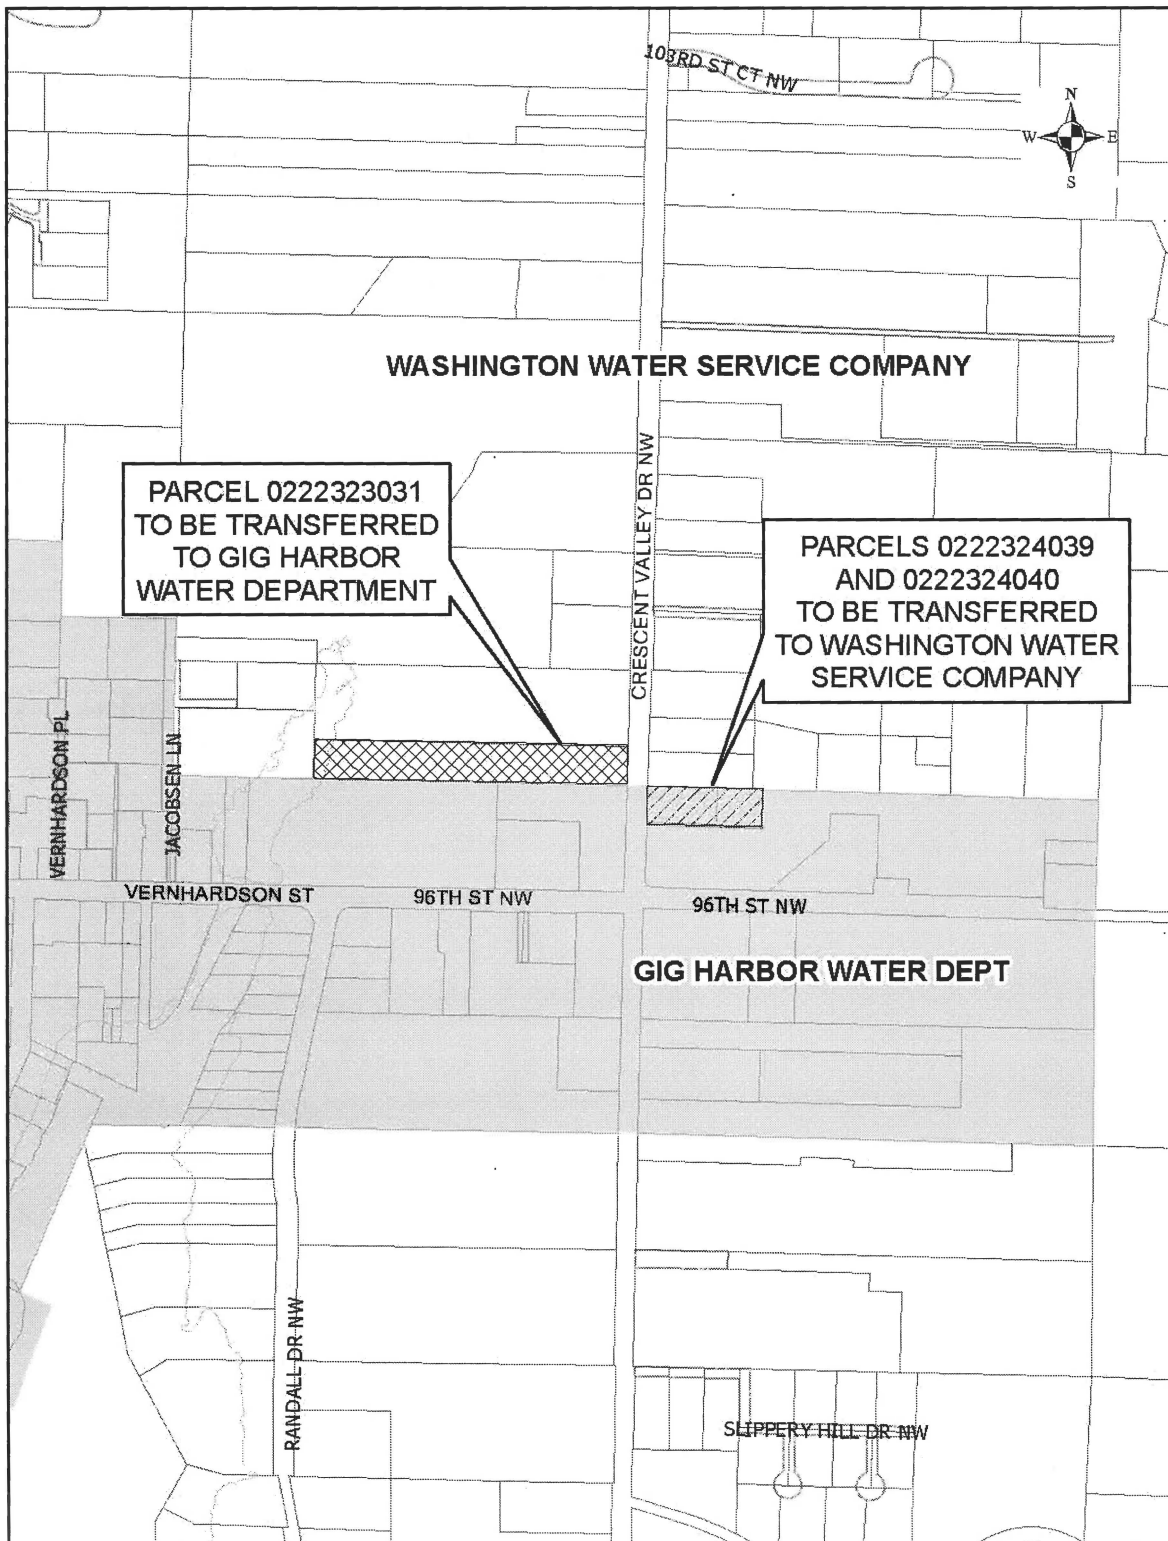 103RD ST CT NW
N
W E
S
WASHINGTON WATER SERVICE COMPANY
CRESCENT VALLEY DR NW
PARCEL 0222323031
TO BE TRANSFERRED
TO GIG HARBOR
WATER DEPARTMENT
PARCELS 0222324039
AND 0222324040
TO BE TRANSFERRED
TO WASHINGTON WATER
SERVICE COMPANY
VERNHARDSON PL
JACOBSEN LN
VERNHARDSON ST
96TH ST NW
96TH ST NW
GIG HARBOR WATER DEPT
RANDALL DR NW
SLIPPERY HILL DR NW